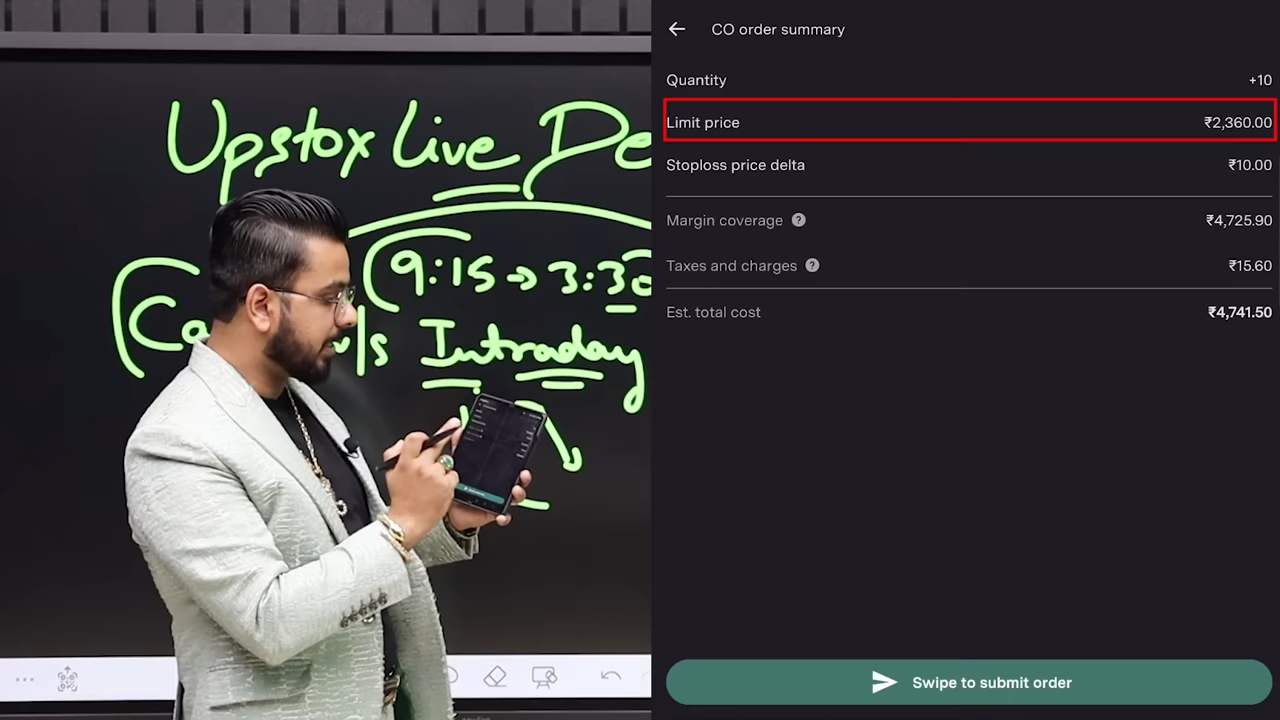 Upstox Live De
(9:15 → 3:30
Ca v/s Intraday
CO order summary
Quantity +10
Limit price ₹2,360.00
Stoploss price delta ₹10.00
Margin coverage ? ₹4,725.90
Taxes and charges ? ₹15.60
Est. total cost ₹4,741.50
Swipe to submit order